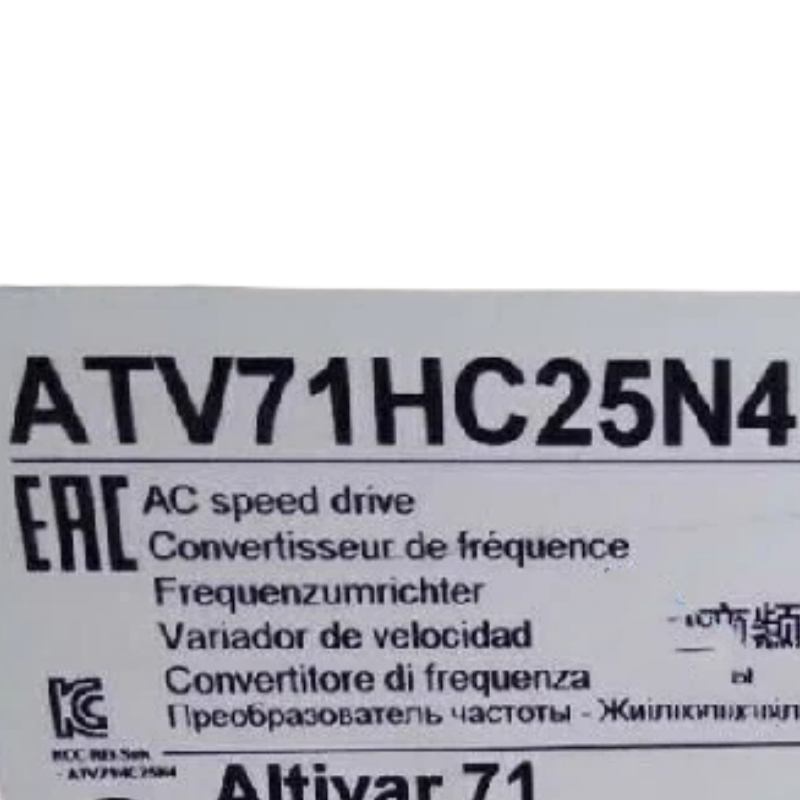 ATV71HC25N4
EAC
AC speed drive
Convertisseur de fréquence
Frequenzumrichter
Variador de velocidad
Convertitore di frequenza
Преобразователь частоты -
KC
Altivar 71